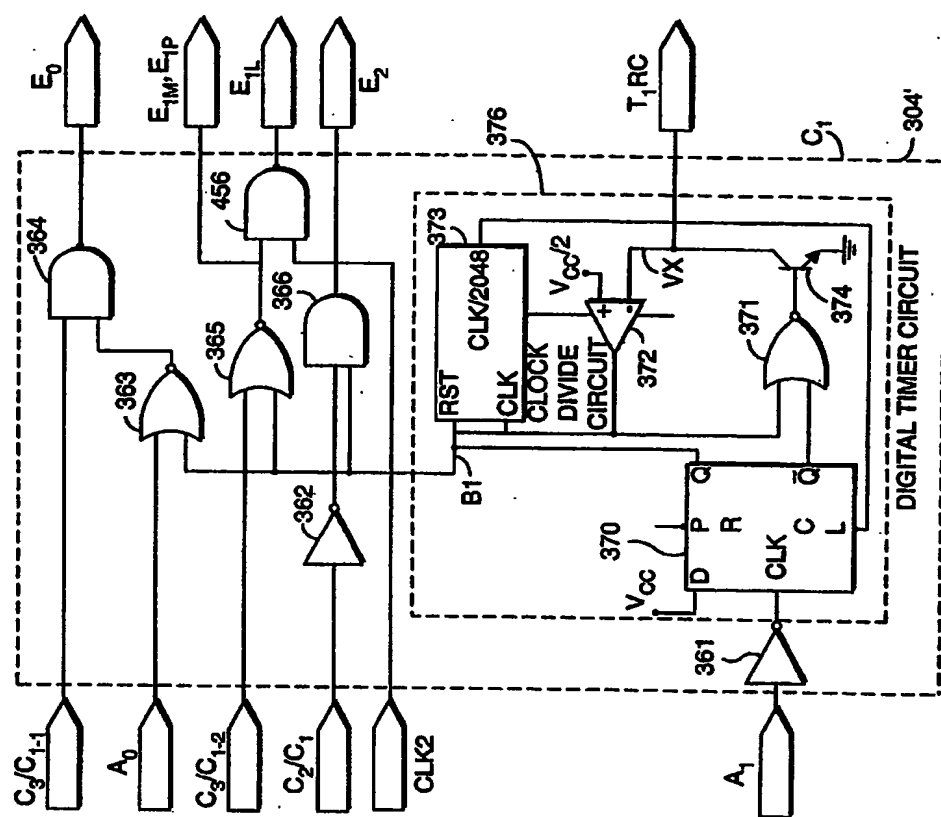 E₀
E₁M, E₁P
E₁L
E₂
T₁RC
C₁
304'
364
363
365
456
366
362
376
373
CLK/2048
RST
CLK
CLOCK
DIVIDE
CIRCUIT
V_CC/2
VX
372
371
374
B1
370
V_CC
D
P
R
Q
Q̅
CLK
C
L
361
DIGITAL TIMER CIRCUIT
C₃/C₁₋₁
A₀
C₃/C₁₋₂
C₂/C₁
CLK2
A₁
+
-